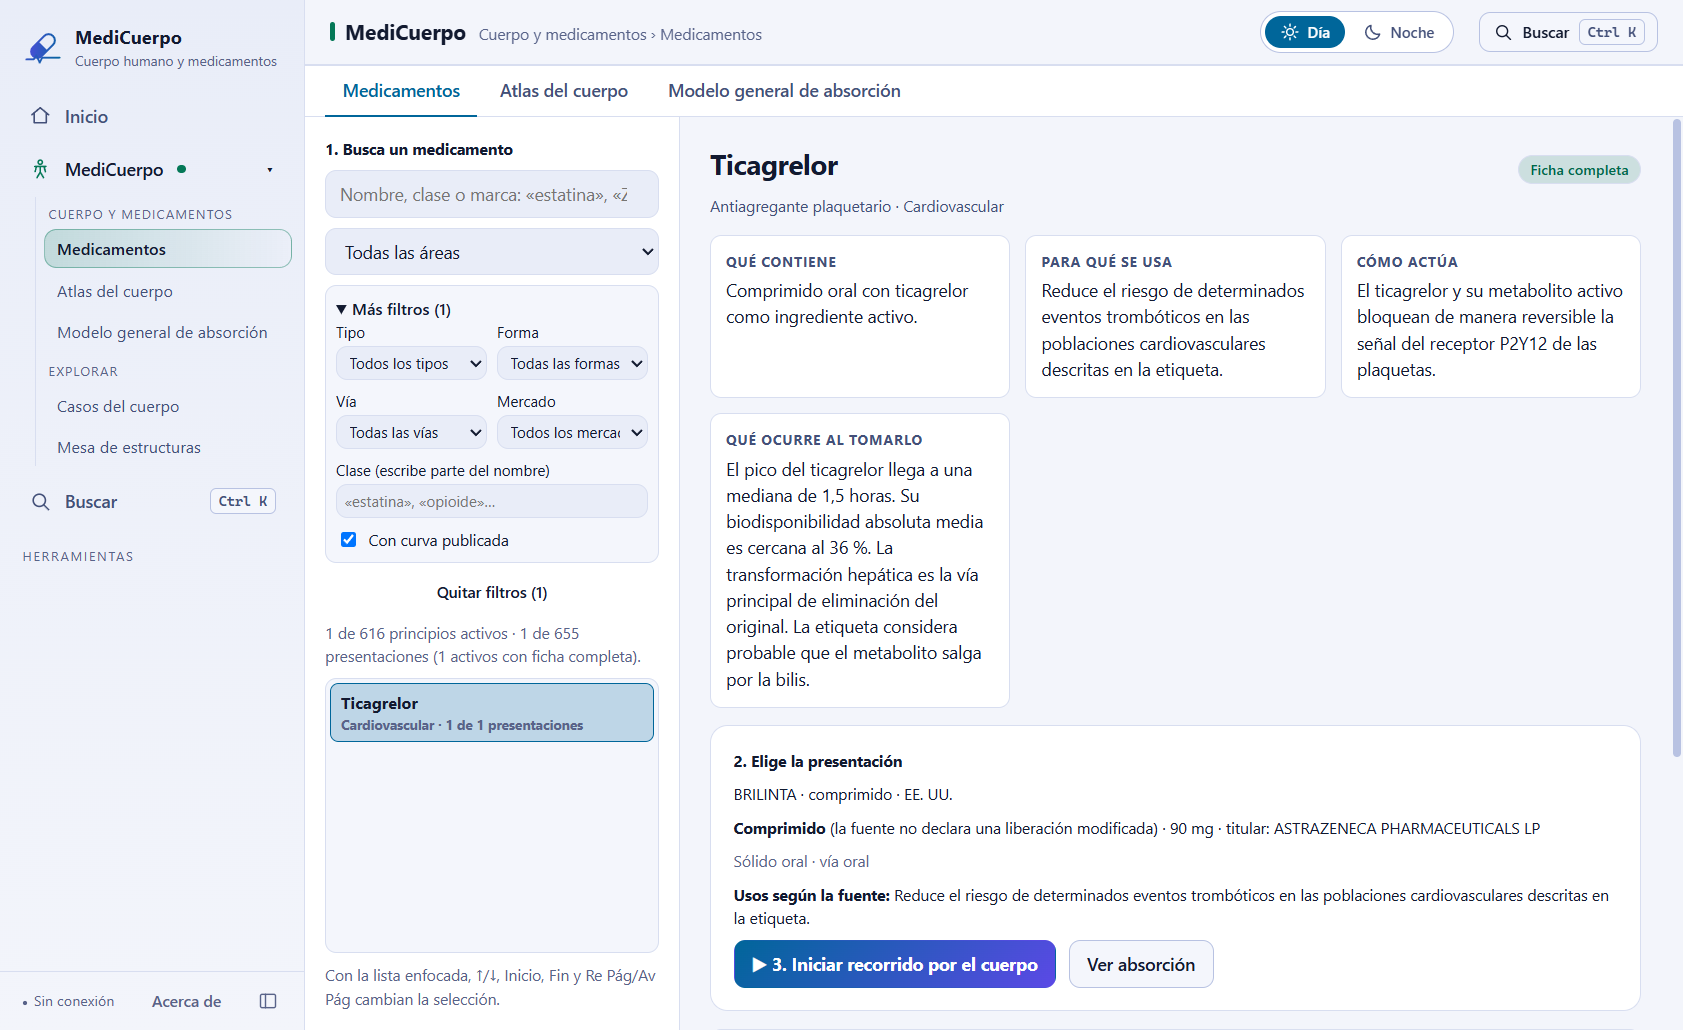 MediCuerpo
Cuerpo humano y medicamentos
Inicio
MediCuerpo
CUERPO Y MEDICAMENTOS
Medicamentos
Atlas del cuerpo
Modelo general de absorción
EXPLORAR
Casos del cuerpo
Mesa de estructuras
Buscar Ctrl K
HERRAMIENTAS
Sin conexión
Acerca de
MediCuerpo Cuerpo y medicamentos › Medicamentos
Día
Noche
Buscar Ctrl K
Medicamentos
Atlas del cuerpo
Modelo general de absorción
1. Busca un medicamento
Nombre, clase o marca: «estatina», «Z
Todas las áreas
Más filtros (1)
Tipo
Forma
Todos los tipos
Todas las formas
Vía
Mercado
Todas las vías
Todos los mercac
Clase (escribe parte del nombre)
«estatina», «opioide»...
Con curva publicada
Quitar filtros (1)
1 de 616 principios activos · 1 de 655
presentaciones (1 activos con ficha completa).
Ticagrelor
Cardiovascular · 1 de 1 presentaciones
Con la lista enfocada, ↑/↓, Inicio, Fin y Re Pág/Av
Pág cambian la selección.
Ticagrelor
Ficha completa
Antiagregante plaquetario · Cardiovascular
QUÉ CONTIENE
Comprimido oral con ticagrelor
como ingrediente activo.
PARA QUÉ SE USA
Reduce el riesgo de determinados
eventos trombóticos en las
poblaciones cardiovasculares
descritas en la etiqueta.
CÓMO ACTÚA
El ticagrelor y su metabolito activo
bloquean de manera reversible la
señal del receptor P2Y12 de las
plaquetas.
QUÉ OCURRE AL TOMARLO
El pico del ticagrelor llega a una
mediana de 1,5 horas. Su
biodisponibilidad absoluta media
es cercana al 36 %. La
transformación hepática es la vía
principal de eliminación del
original. La etiqueta considera
probable que el metabolito salga
por la bilis.
2. Elige la presentación
BRILINTA · comprimido · EE. UU.
Comprimido (la fuente no declara una liberación modificada) · 90 mg · titular: ASTRAZENECA PHARMACEUTICALS LP
Sólido oral · vía oral
Usos según la fuente: Reduce el riesgo de determinados eventos trombóticos en las poblaciones cardiovasculares descritas en
la etiqueta.
▶ 3. Iniciar recorrido por el cuerpo
Ver absorción